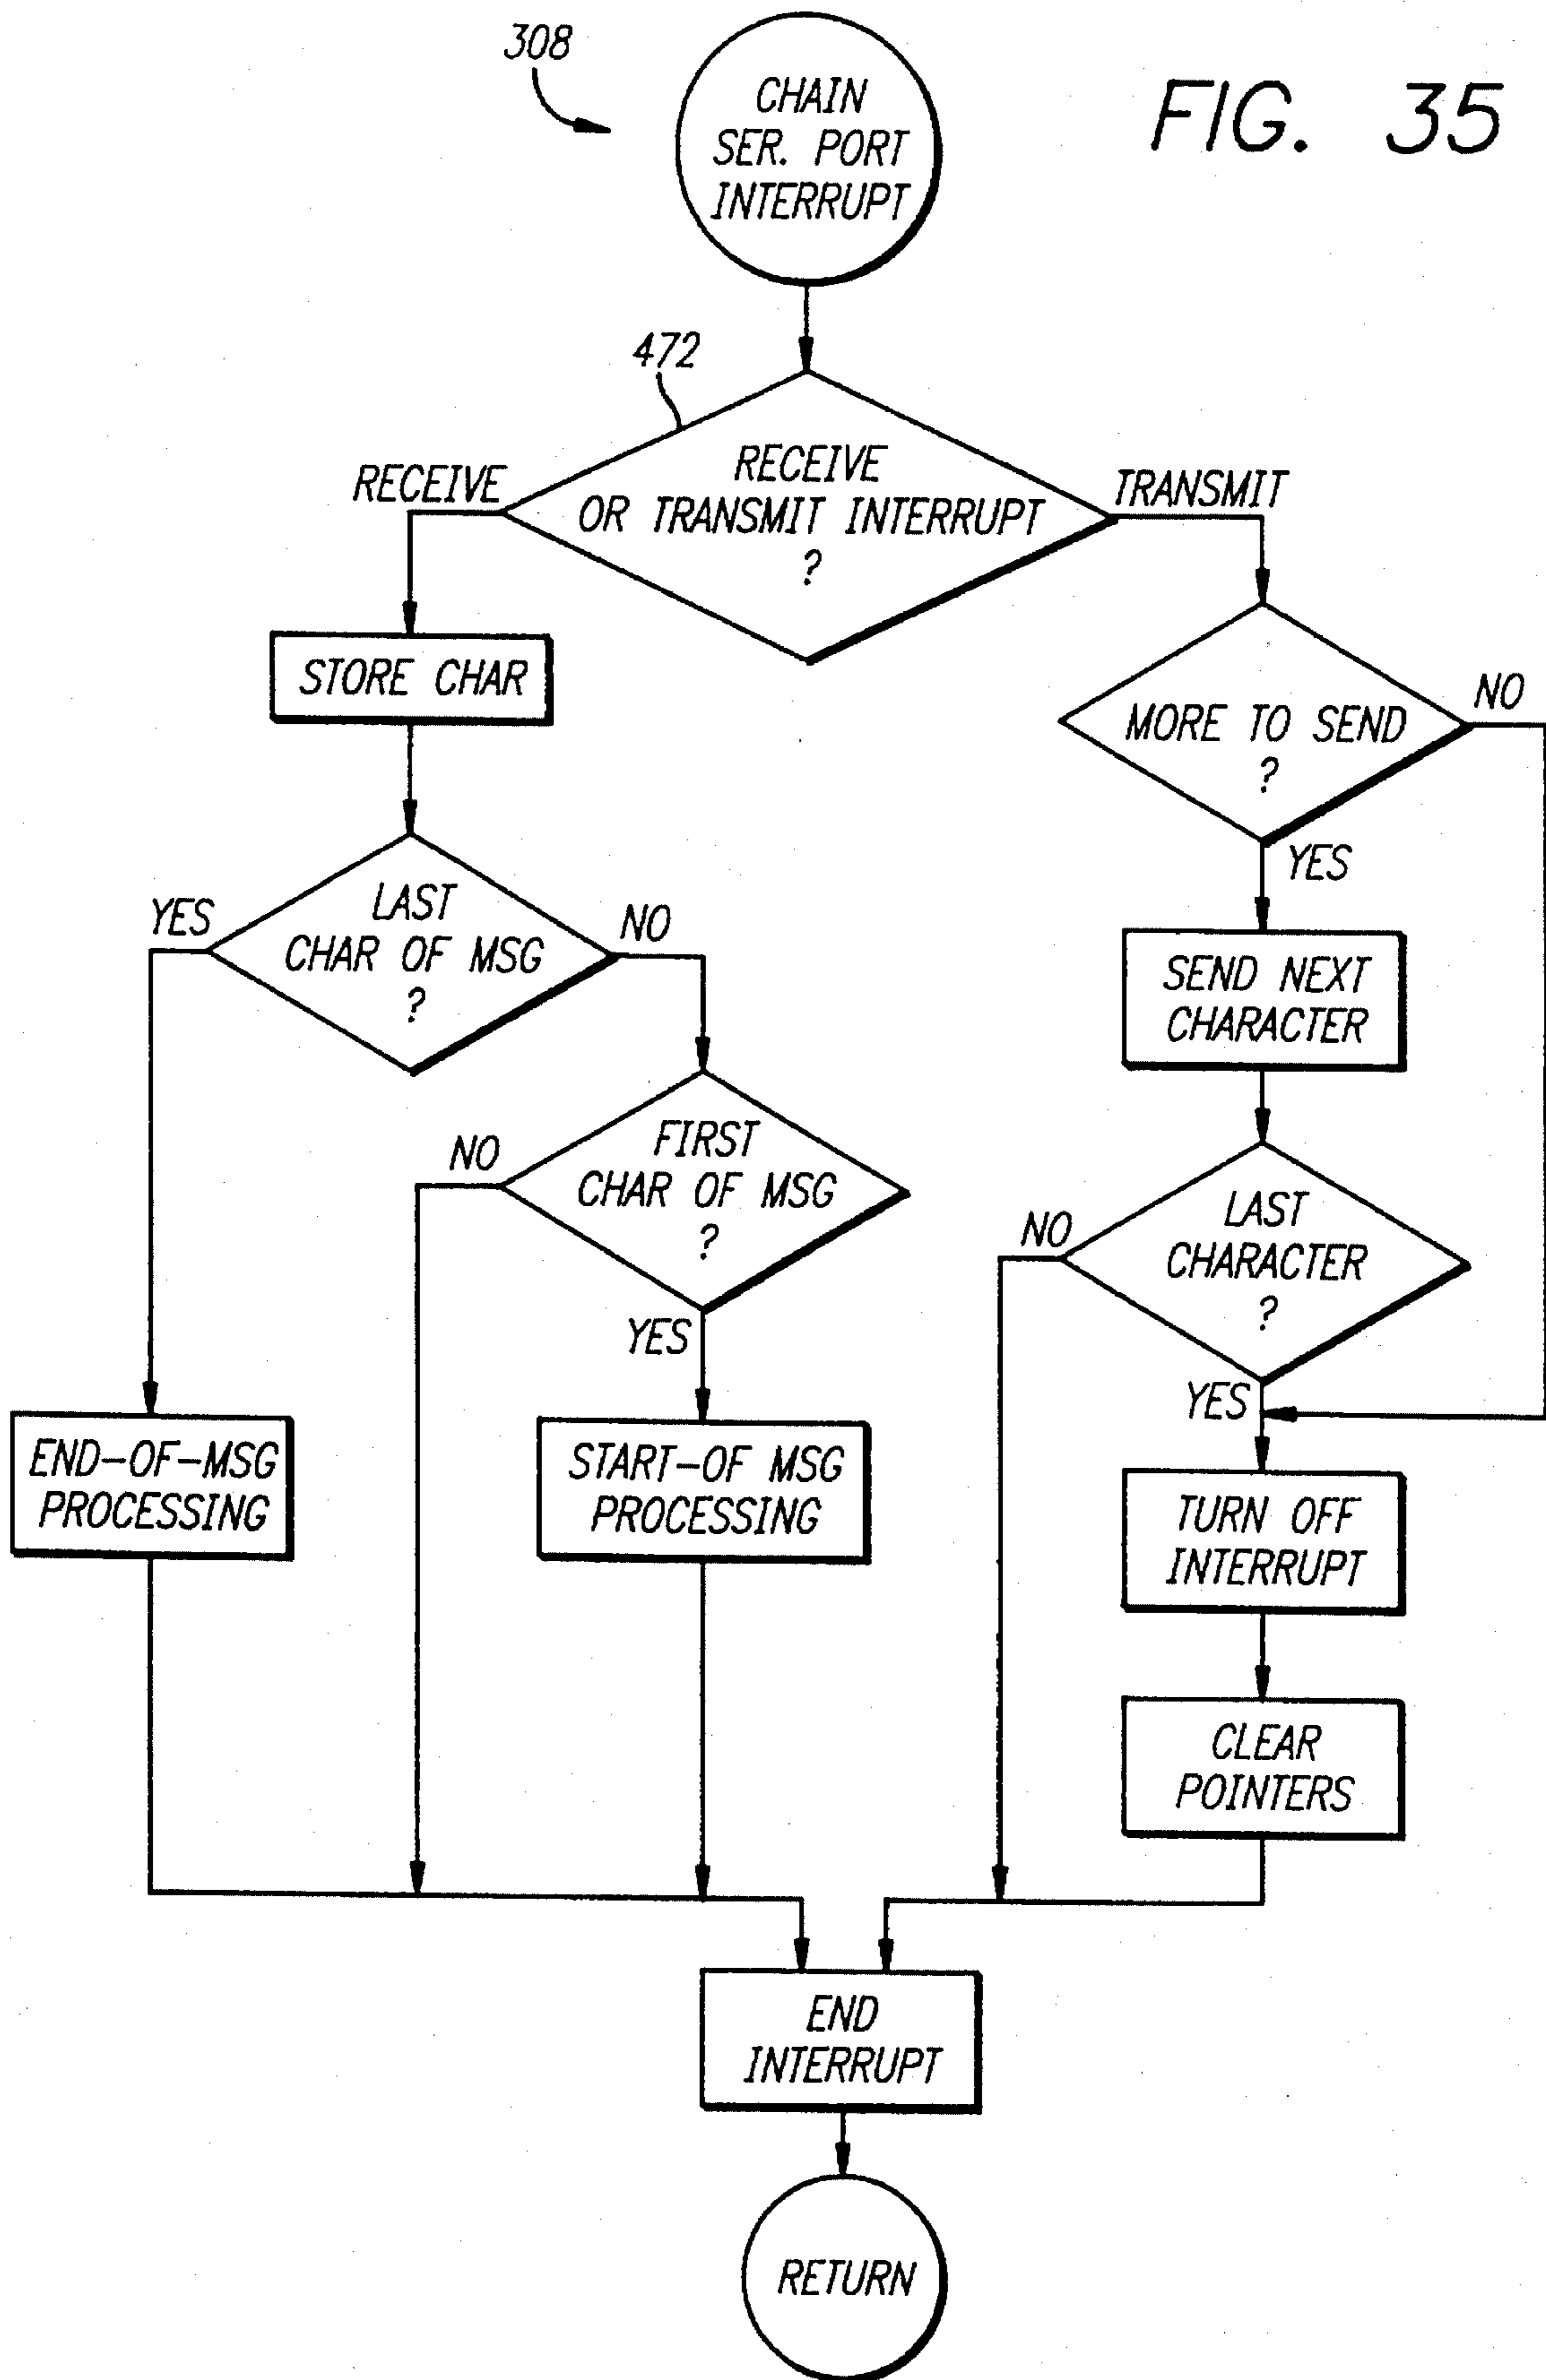 308
FIG. 35
CHAIN
SER. PORT
INTERRUPT
472
RECEIVE
RECEIVE
OR TRANSMIT INTERRUPT
?
TRANSMIT
STORE CHAR
MORE TO SEND
?
NO
YES
YES
LAST
CHAR OF MSG
?
NO
SEND NEXT
CHARACTER
NO
FIRST
CHAR OF MSG
?
YES
NO
LAST
CHARACTER
?
YES
END-OF-MSG
PROCESSING
START-OF MSG
PROCESSING
TURN OFF
INTERRUPT
CLEAR
POINTERS
END
INTERRUPT
RETURN